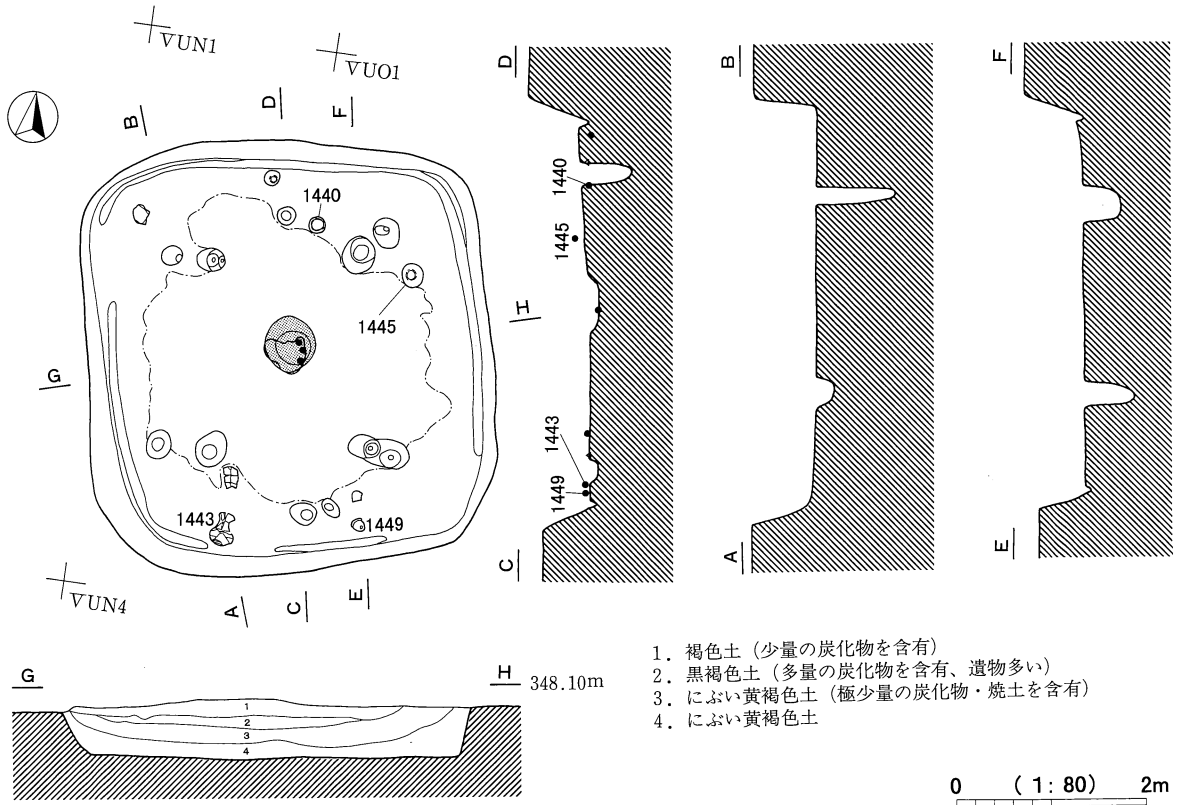 VUN1
VUO1
D
B
F
1440
1445
H
G
1443
1449
VUN4
A
C
E
D
1440
1445
1443
1449
C
B
A
F
E
G
H 348.10m
1
2
3
4
1. 褐色土（少量の炭化物を含有）
2. 黒褐色土（多量の炭化物を含有、遺物多い）
3. にぶい黄褐色土（極少量の炭化物・焼土を含有）
4. にぶい黄褐色土
0 （1：80） 2m